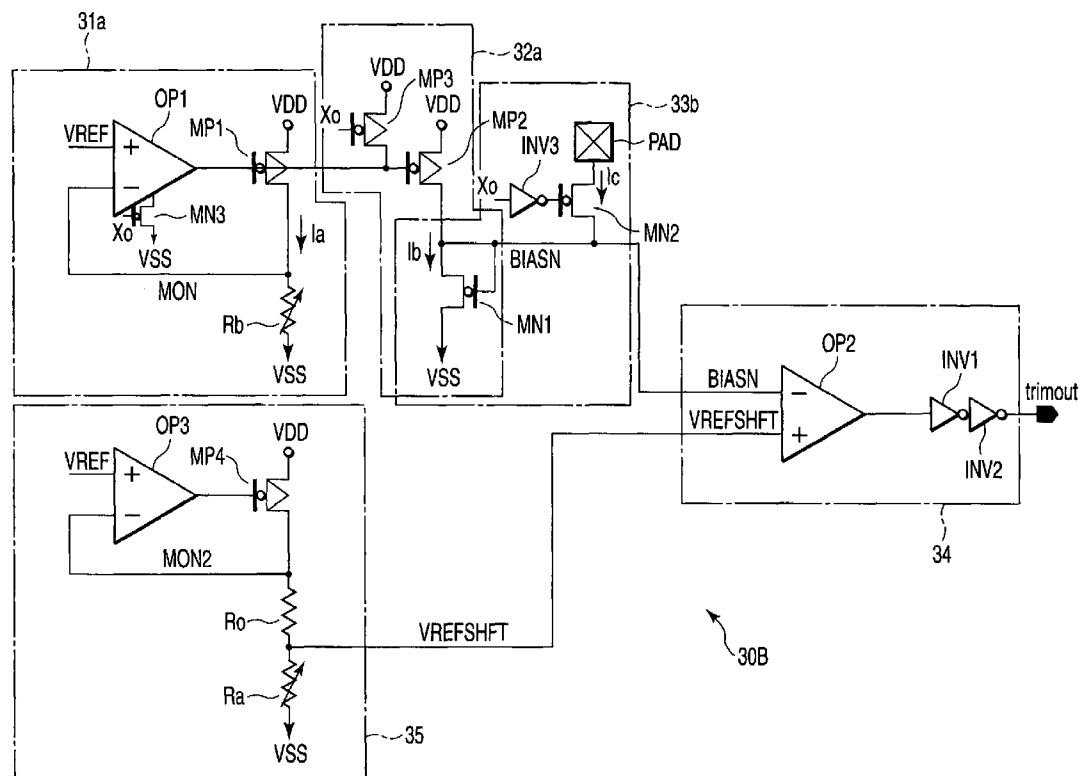 31a
32a
33b
VDD
MP3
Xo
OP1
VREF
+
−
MP1
VDD
VDD
MP2
INV3
PAD
Ic
Xo
MN2
MN3
Xo
VSS
Ia
Ib
BIASN
MON
MN1
Rb
VSS
VSS
OP2
BIASN
−
VREFSHFT
+
INV1
trimout
INV2
34
OP3
VREF
+
−
MP4
VDD
MON2
Ro
VREFSHFT
Ra
VSS
35
30B